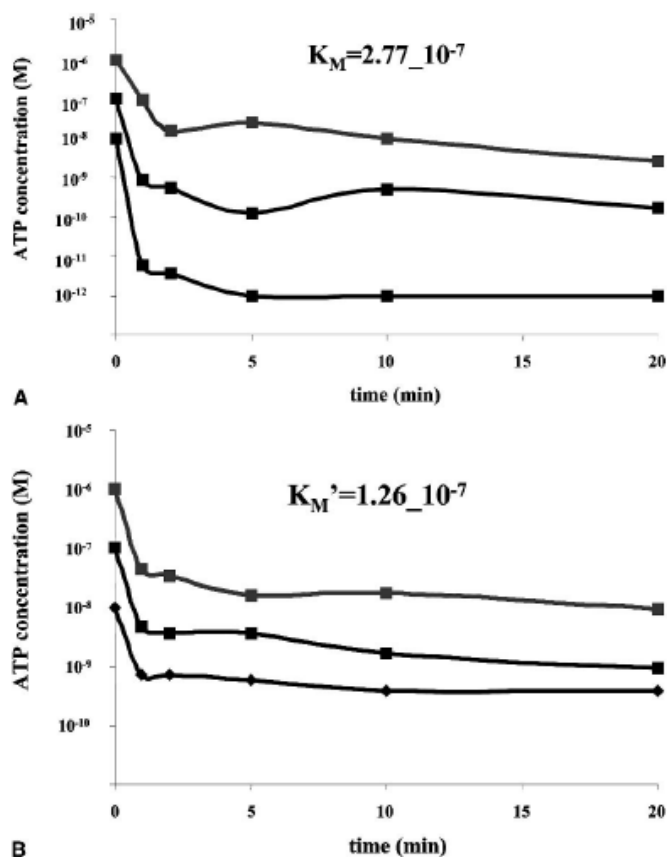 10⁻⁵
K_M=2.77_10⁻⁷
10⁻⁶
10⁻⁷
10⁻⁸
10⁻⁹
10⁻¹⁰
10⁻¹¹
10⁻¹²
ATP concentration (M)
0 5 10 15 20
time (min)
A
10⁻⁵
K_M'=1.26_10⁻⁷
10⁻⁶
10⁻⁷
10⁻⁸
10⁻⁹
10⁻¹⁰
ATP concentration (M)
0 5 10 15 20
time (min)
B